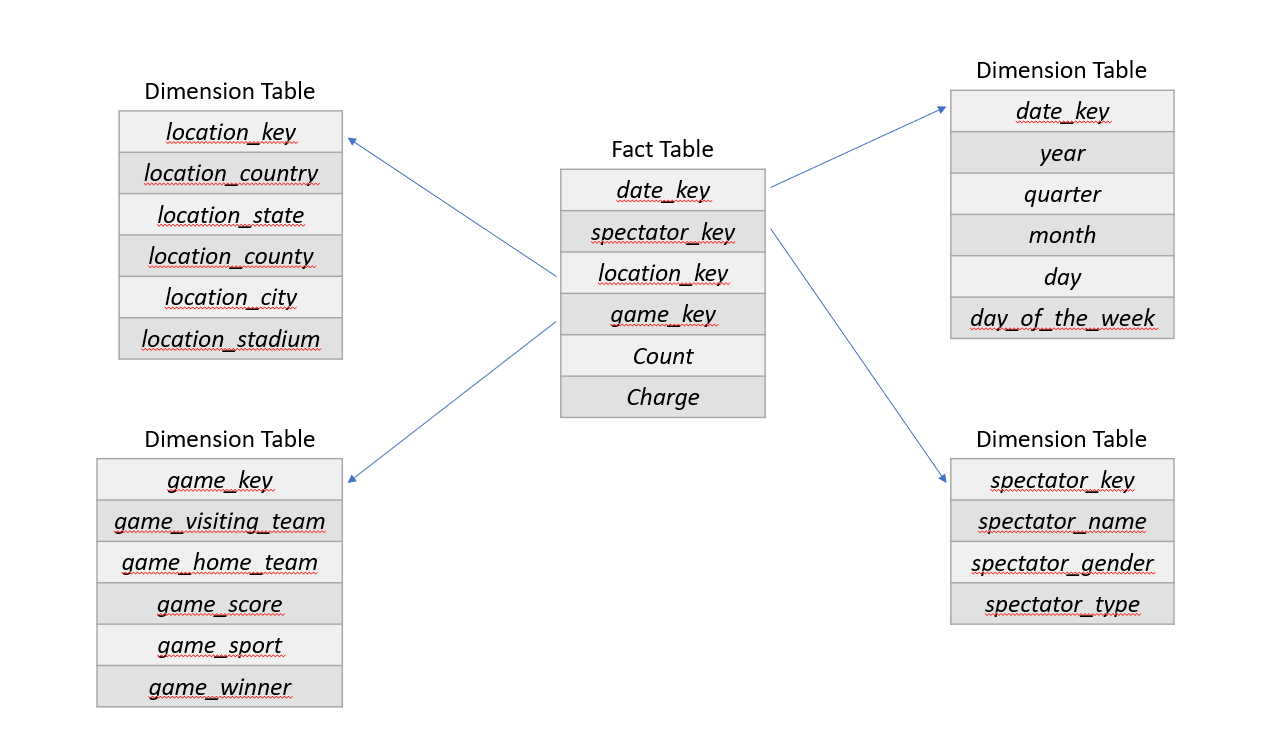 Dimension Table
location_key
location_country
location_state
location_county
location_city
location_stadium
Dimension Table
game_key
game_visiting_team
game_home_team
game_score
game_sport
game_winner
Fact Table
date_key
spectator_key
location_key
game_key
Count
Charge
Dimension Table
date_key
year
quarter
month
day
day_of_the_week
Dimension Table
spectator_key
spectator_name
spectator_gender
spectator_type